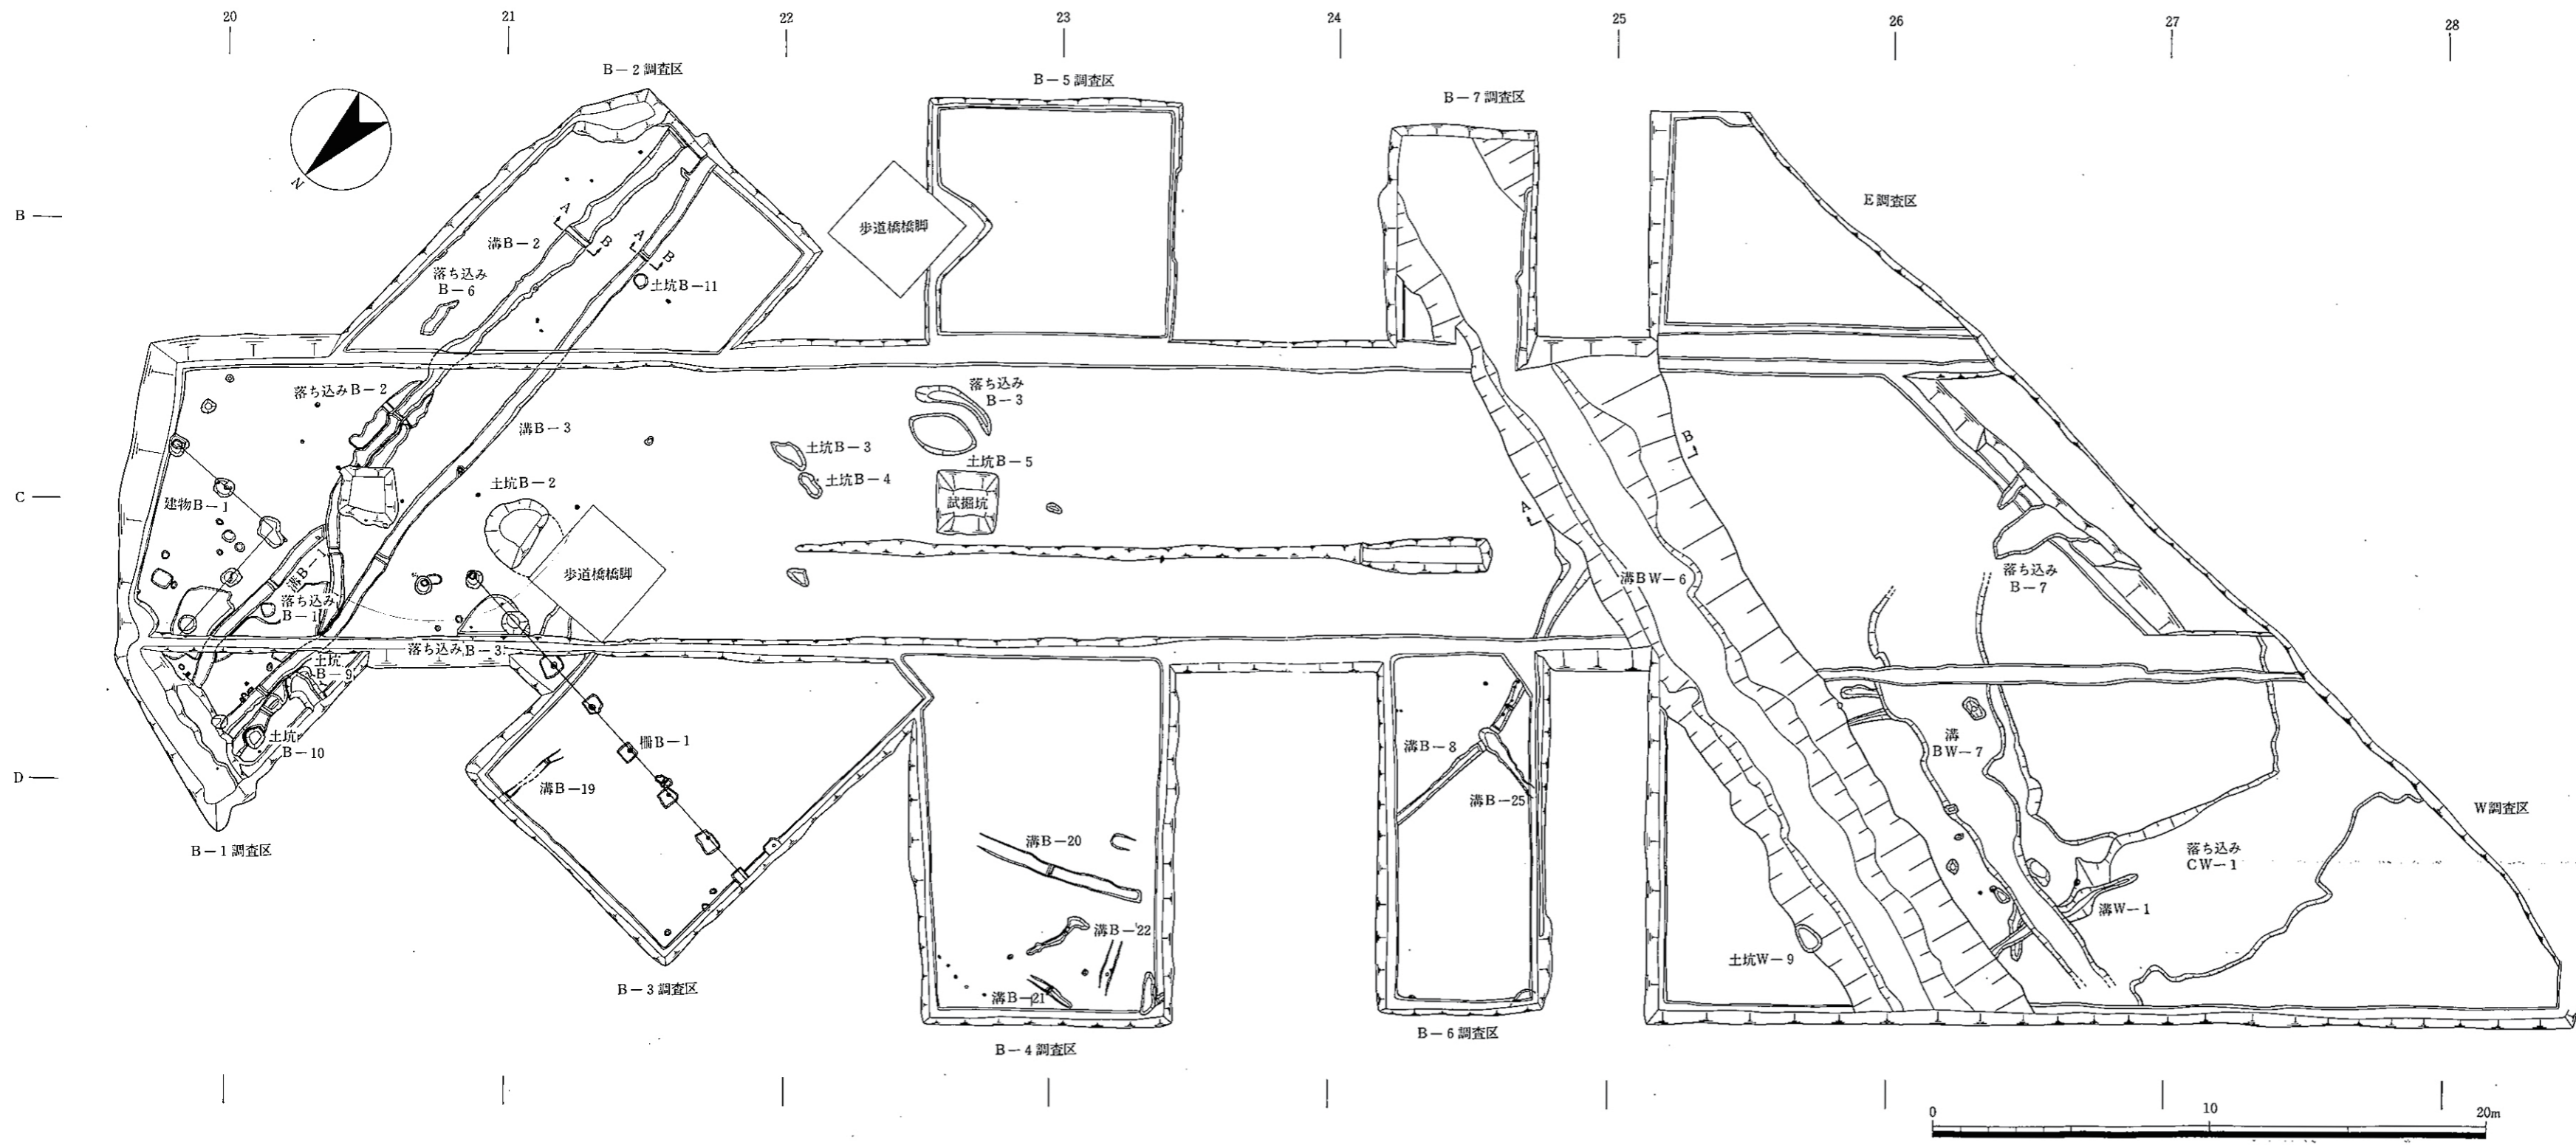 20
21
22
23
24
25
26
27
28
B-2調査区
B-5調査区
B-7調査区
E調査区
N
B
A
B
A
B
溝B-2
落ち込み
B-6
土坑B-11
歩道橋橋脚
落ち込みB-2
溝B-3
落ち込み
B-3
土坑B-3
土坑B-4
土坑B-5
試掘坑
B
A
C
建物B-1
土坑B-2
溝B-1
落ち込み
B-1
歩道橋橋脚
溝BW-6
落ち込み
B-7
落ち込みB-3
土坑
B-9
土坑
B-10
柵B-1
溝B-8
溝
BW-7
D
溝B-19
溝B-25
W調査区
B-1調査区
溝B-20
落ち込み
CW-1
溝B-22
溝W-1
土坑W-9
溝B-21
B-3調査区
B-4調査区
B-6調査区
0
10
20m